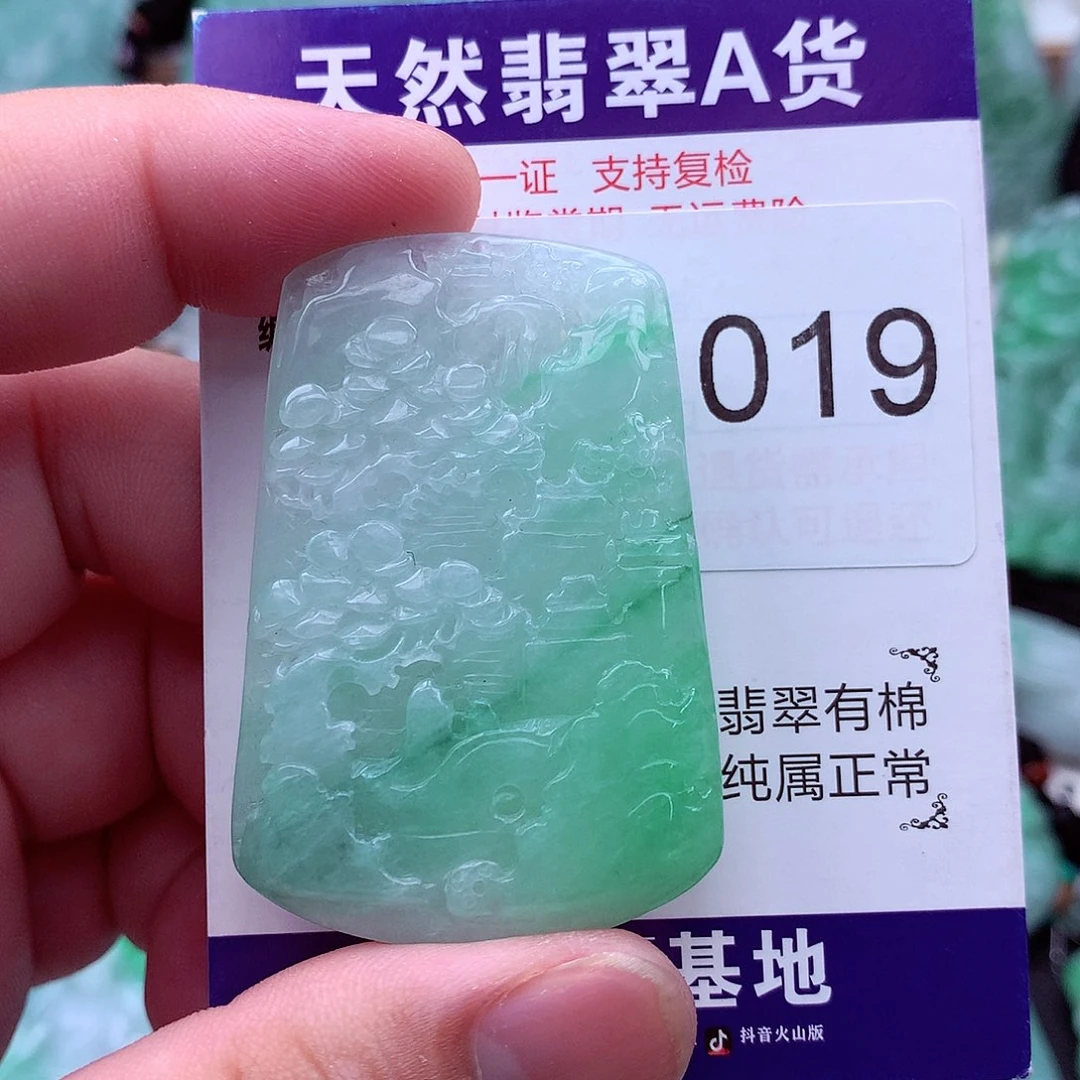 天然翡翠A货
一证 支持复检
019
翡翠有棉
纯属正常
基地
抖音火山版